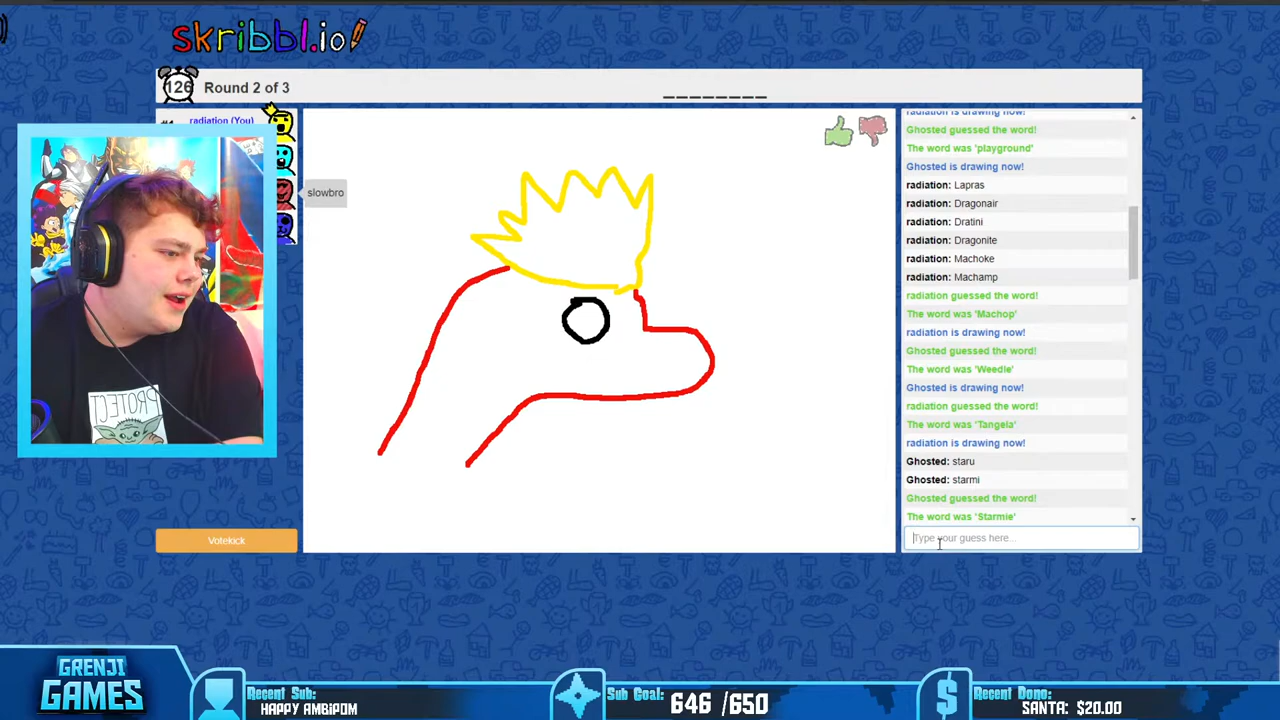 skribbl.io
126
Round 2 of 3
________
radiation (You)
slowbro
Ghosted guessed the word!
The word was 'playground'
Ghosted is drawing now!
radiation: Lapras
radiation: Dragonair
radiation: Dratini
radiation: Dragonite
radiation: Machoke
radiation: Machamp
radiation guessed the word!
The word was 'Machop'
radiation is drawing now!
Ghosted guessed the word!
The word was 'Weedle'
Ghosted is drawing now!
radiation guessed the word!
The word was 'Tangela'
radiation is drawing now!
Ghosted: staru
Ghosted: starmi
Ghosted guessed the word!
The word was 'Starmie'
Type your guess here...
Votekick
PROTECT
GRENJI
GAMES
Recent Sub:
HAPPY AMBIPOM
Sub Goal: 646 /650
Recent Dono:
SANTA: $20.00